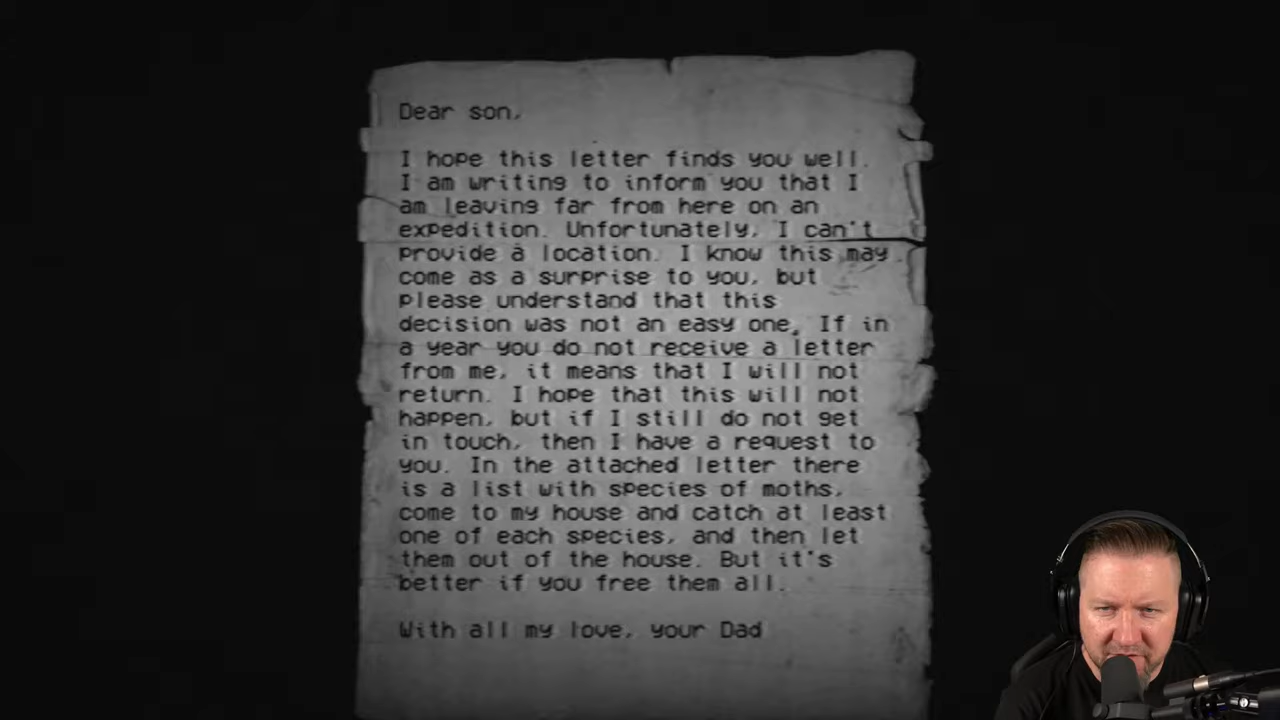 Dear son,
I hope this letter finds you well.
I am writing to inform you that I
am leaving far from here on an
expedition. Unfortunately, I can't
provide a location. I know this may
come as a surprise to you, but
please understand that this
decision was not an easy one. If in
a year you do not receive a letter
from me, it means that I will not
return. I hope that this will not
happen, but if I still do not get
in touch, then I have a request to
you. In the attached letter there
is a list with species of moths,
come to my house and catch at least
one of each species, and then let
them out of the house. But it's
better if you free them all.
With all my love, your Dad